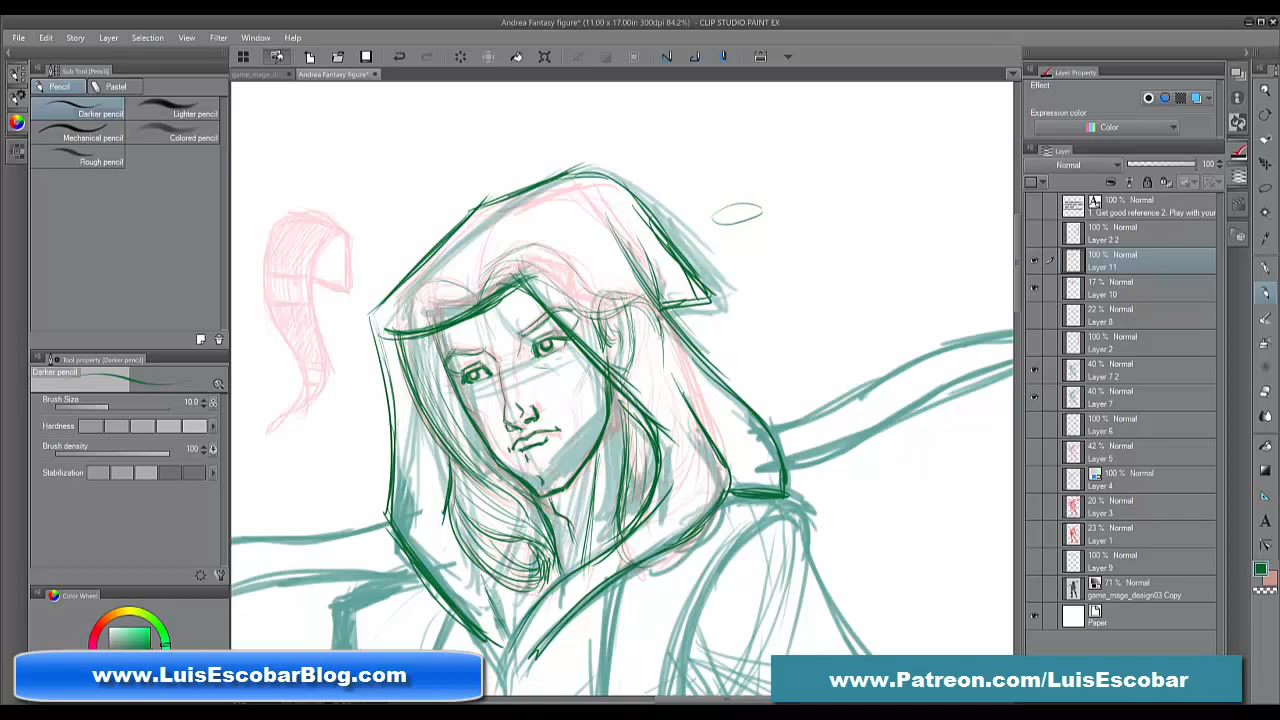 Andrea Fantasy figure* (11.00 x 17.00in 300dpi 84.2%) - CLIP STUDIO PAINT EX
File Edit Story Layer Selection View Filter Window Help
Sub Tool [Pencil]
Pencil Pastel
Darker pencil Lighter pencil
Mechanical pencil Colored pencil
Rough pencil
Andrea Fantasy figure*
Tool property [Darker pencil]
Darker pencil
Brush Size 10.0
Hardness
Brush density 100
Stabilization
Color Wheel
Layer Property
Effect
Expression color
Color
Layer
Normal 100
100 % Normal
1. Get good reference 2. Play with your
100 % Normal
Layer 2 2
100 % Normal
Layer 11
17 % Normal
Layer 10
22 % Normal
Layer 8
100 % Normal
Layer 2
40 % Normal
Layer 7 2
40 % Normal
Layer 7
100 % Normal
Layer 6
42 % Normal
Layer 5
100 % Normal
Layer 4
20 % Normal
Layer 3
23 % Normal
Layer 1
100 % Normal
Layer 9
71 % Normal
game_mage_design03 Copy
Paper
www.LuisEscobarBlog.com
www.Patreon.com/LuisEscobar